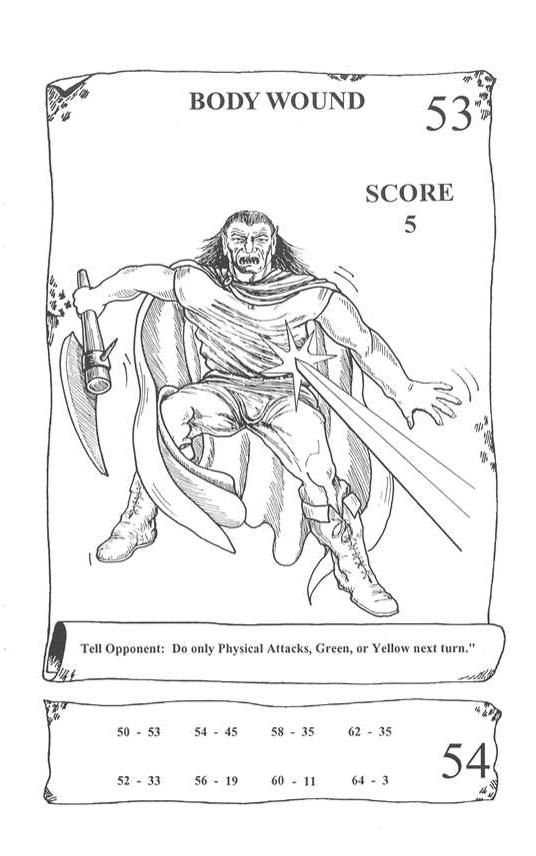 BODY WOUND
53
SCORE
5
Tell Opponent: Do only Physical Attacks, Green, or Yellow next turn."
50 - 53 54 - 45 58 - 35 62 - 35
54
52 - 33 56 - 19 60 - 11 64 - 3